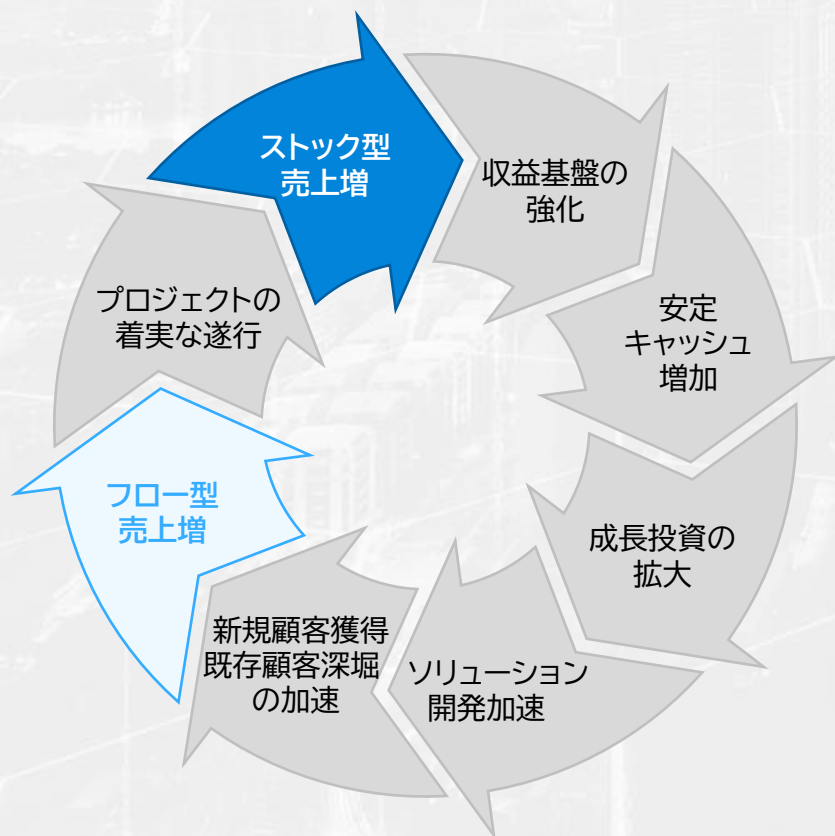 ストック型
売上増
収益基盤の
強化
安定
キャッシュ
増加
成長投資の
拡大
ソリューション
開発加速
新規顧客獲得
既存顧客深堀
の加速
フロー型
売上増
プロジェクトの
着実な遂行